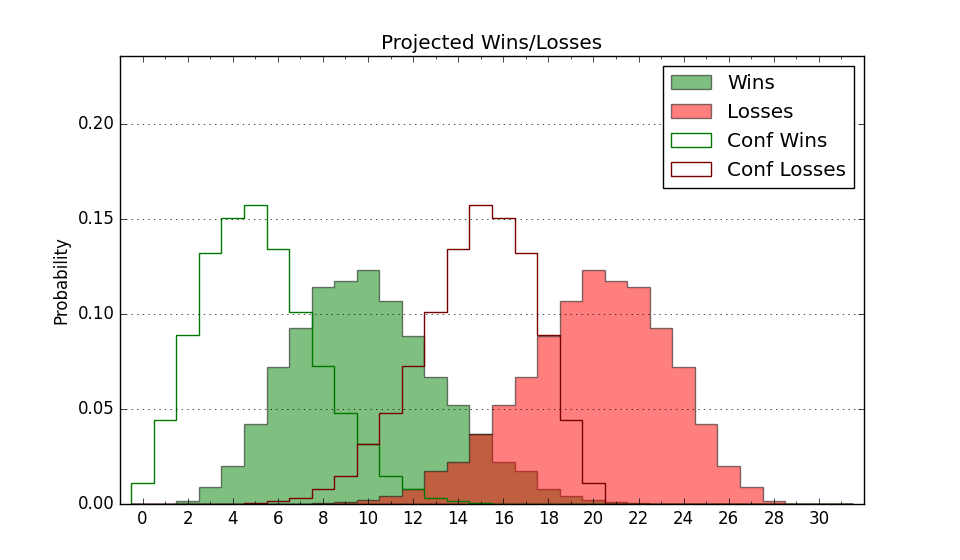 Projected Wins/Losses
Wins
Losses
Conf Wins
Conf Losses
Probability
0.20
0.15
0.10
0.05
0.00
0 2 4 6 8 10 12 14 16 18 20 22 24 26 28 30